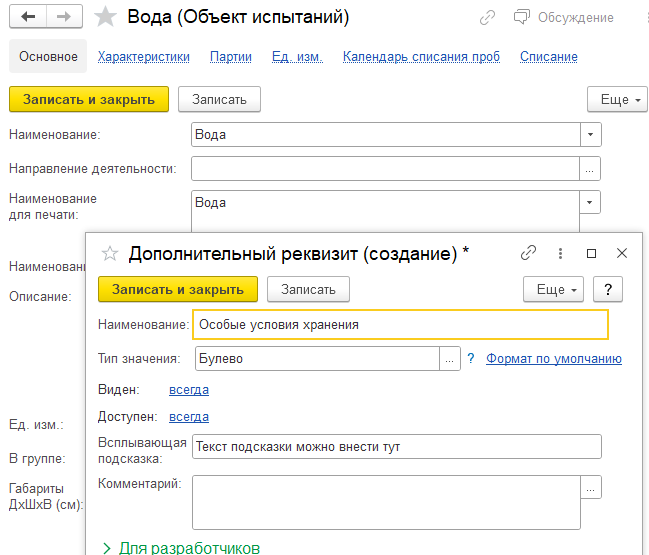 Вода (Объект испытаний)
Обсуждение
Основное Характеристики Партии Ед. изм. Календарь списания проб Списание
Записать и закрыть Записать Еще
Наименование: Вода
Направление деятельности: ...
Наименование
для печати:
Вода
Дополнительный реквизит (создание) *
Записать и закрыть Записать Еще ?
Наименование: Особые условия хранения
Тип значения: Булево ... ? Формат по умолчанию
Виден: всегда
Доступен: всегда
Всплывающая
подсказка:
Текст подсказки можно внести тут
Комментарий: ...
Для разработчиков
Наименован
Описание:
Ед. изм.:
В группе:
Габариты
ДхШхВ (см):